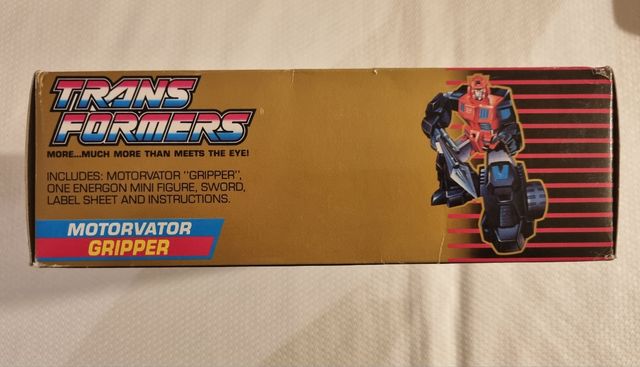 TRANS
FORMERS
MORE...MUCH MORE THAN MEETS THE EYE!
INCLUDES: MOTORVATOR "GRIPPER",
ONE ENERGON MINI FIGURE, SWORD,
LABEL SHEET AND INSTRUCTIONS.
MOTORVATOR
GRIPPER